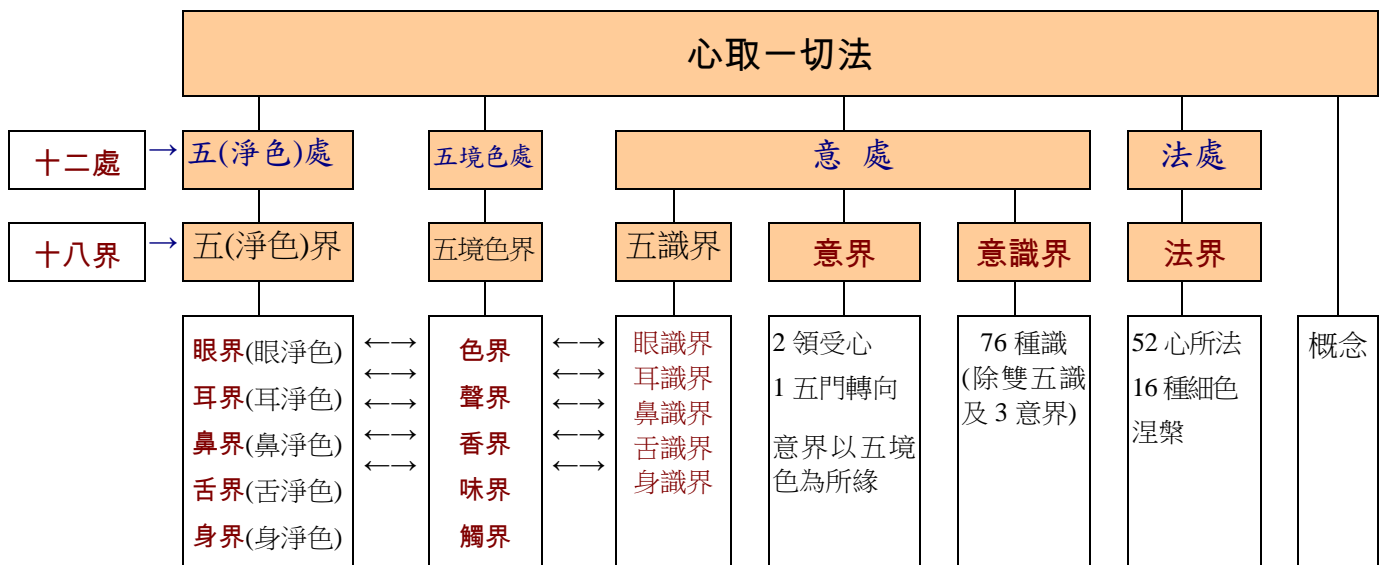 心取一切法
十二處
→
五(淨色)處
五境色處
意 處
法處
十八界
→
五(淨色)界
五境色界
五識界
意界
意識界
法界
眼界(眼淨色)
耳界(耳淨色)
鼻界(鼻淨色)
舌界(舌淨色)
身界(身淨色)
←→
←→
←→
←→
←→
色界
聲界
香界
味界
觸界
←→
←→
←→
←→
←→
眼識界
耳識界
鼻識界
舌識界
身識界
2 領受心
1 五門轉向
意界以五境
色為所緣
76 種識
(除雙五識
及 3 意界)
52 心所法
16 種細色
涅槃
概念